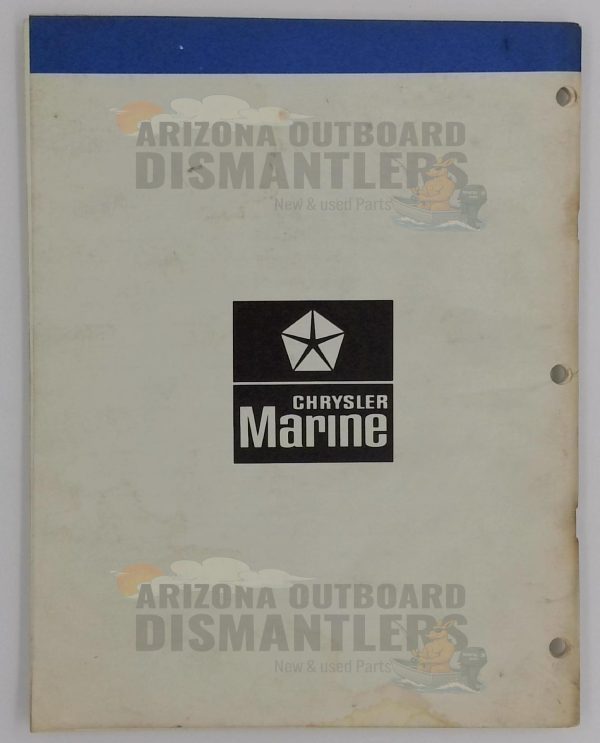 ARIZONA OUTBOARD
DISMANTLERS
New & used Parts
CHRYSLER
Marine
ARIZONA OUTBOARD
DISMANTLERS
New & used Parts